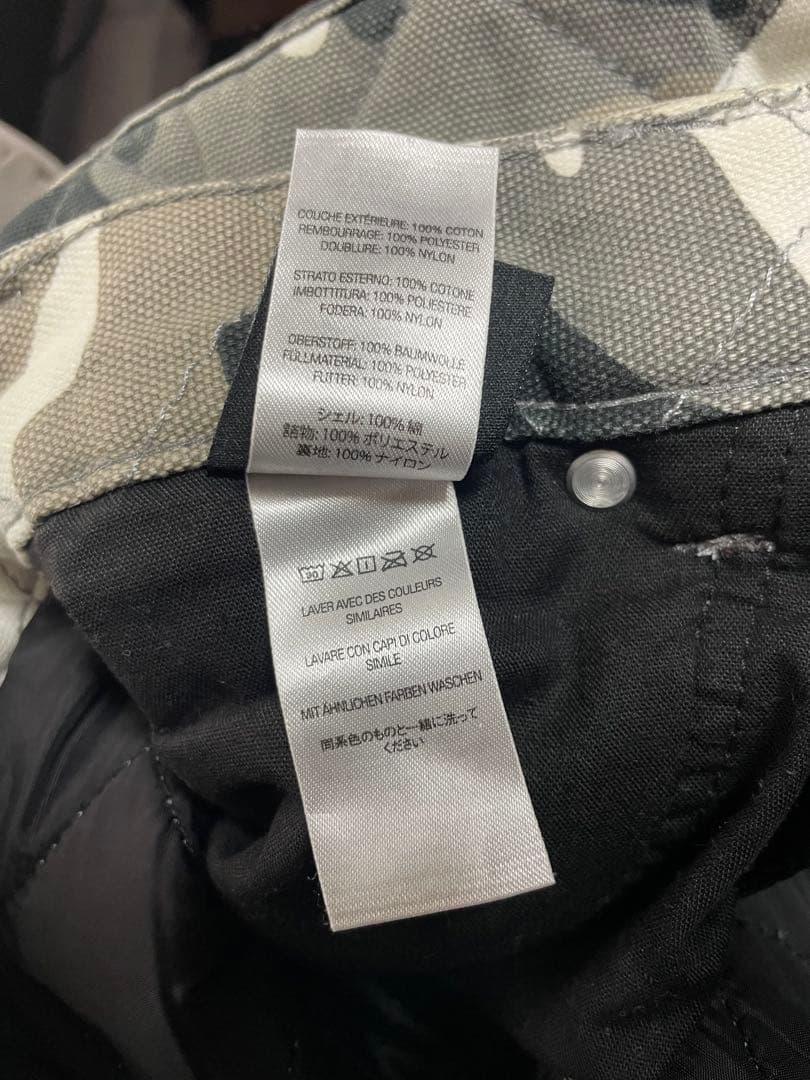 COUCHE EXTÉRIEURE: 100% COTON
REMBOURRAGE: 100% POLYESTER
DOUBLURE: 100% NYLON
STRATO ESTERNO: 100% COTONE
IMBOTTITURA: 100% POLIESTERE
FODERA: 100% NYLON
OBERSTOFF: 100% BAUMWOLLE
FÜLLMATERIAL: 100% POLYESTER
FUTTER: 100% NYLON
シェル: 100% 綿
詰物: 100% ポリエステル
裏地: 100% ナイロン
30
LAVER AVEC DES COULEURS
SIMILAIRES
LAVARE CON CAPI DI COLORE
SIMILE
MIT ÄHNLICHEN FARBEN WASCHEN
同系色のものと一緒に洗って
ください